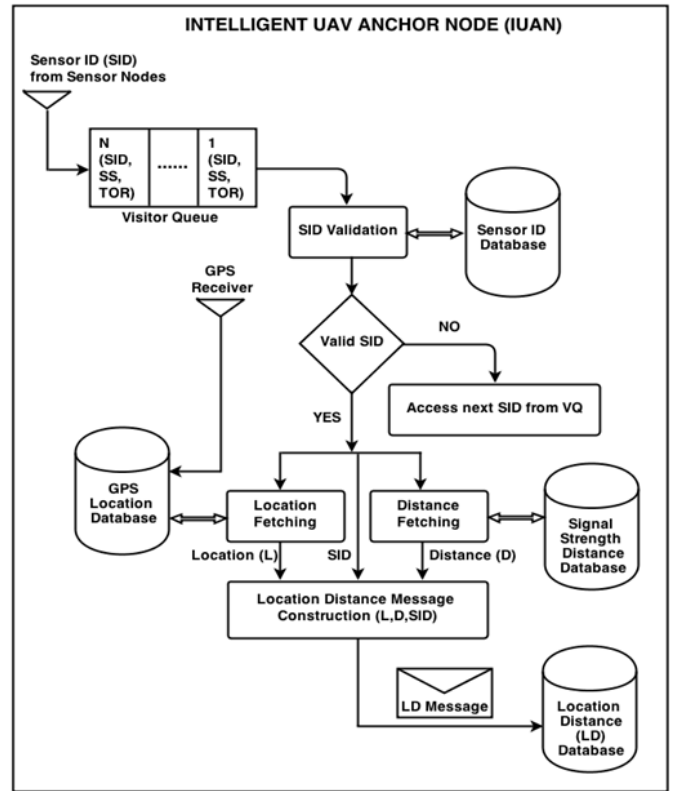 INTELLIGENT UAV ANCHOR NODE (IUAN)
Sensor ID (SID)
from Sensor Nodes
N
(SID,
SS,
TOR)
......
1
(SID,
SS,
TOR)
Visitor Queue
SID Validation
Sensor ID
Database
GPS
Receiver
Valid SID
NO
Access next SID from VQ
YES
GPS
Location
Database
Location
Fetching
Distance
Fetching
Signal
Strength
Distance
Database
Location (L)
SID
Distance (D)
Location Distance Message
Construction (L,D,SID)
LD Message
Location
Distance
(LD)
Database